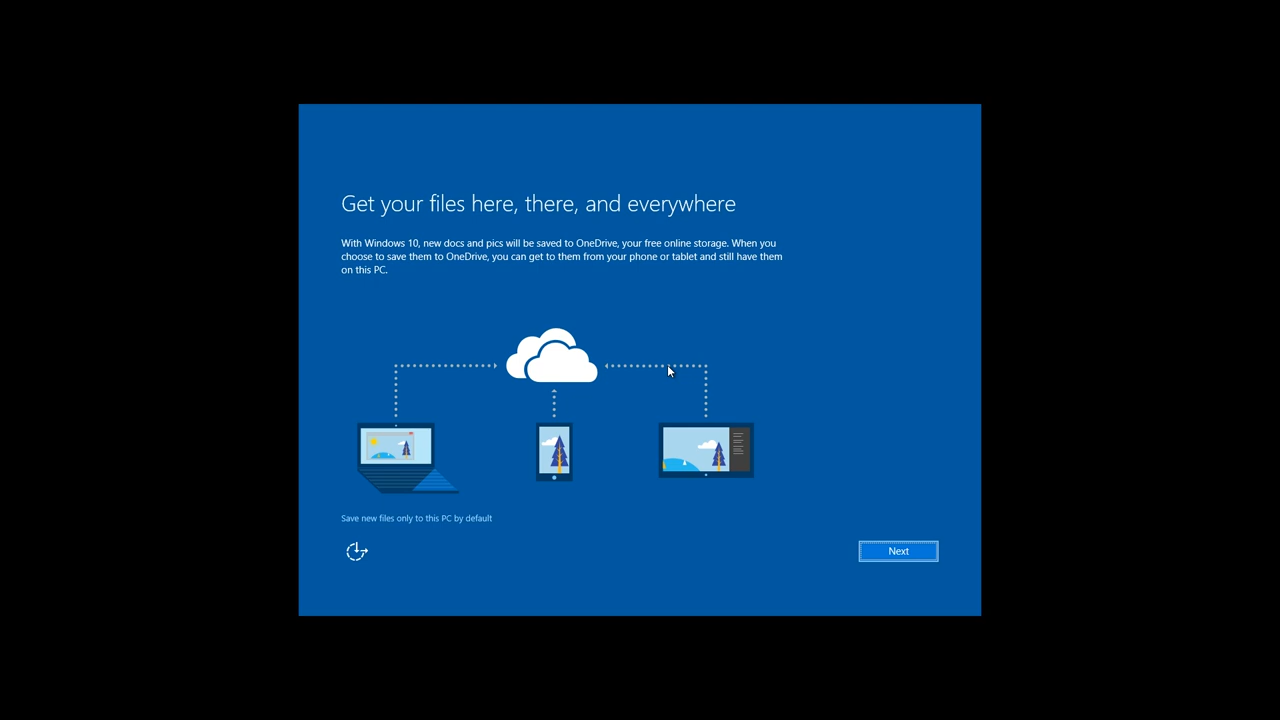 Get your files here, there, and everywhere
With Windows 10, new docs and pics will be saved to OneDrive, your free online storage. When you
choose to save them to OneDrive, you can get to them from your phone or tablet and still have them
on this PC.
Save new files only to this PC by default
Next